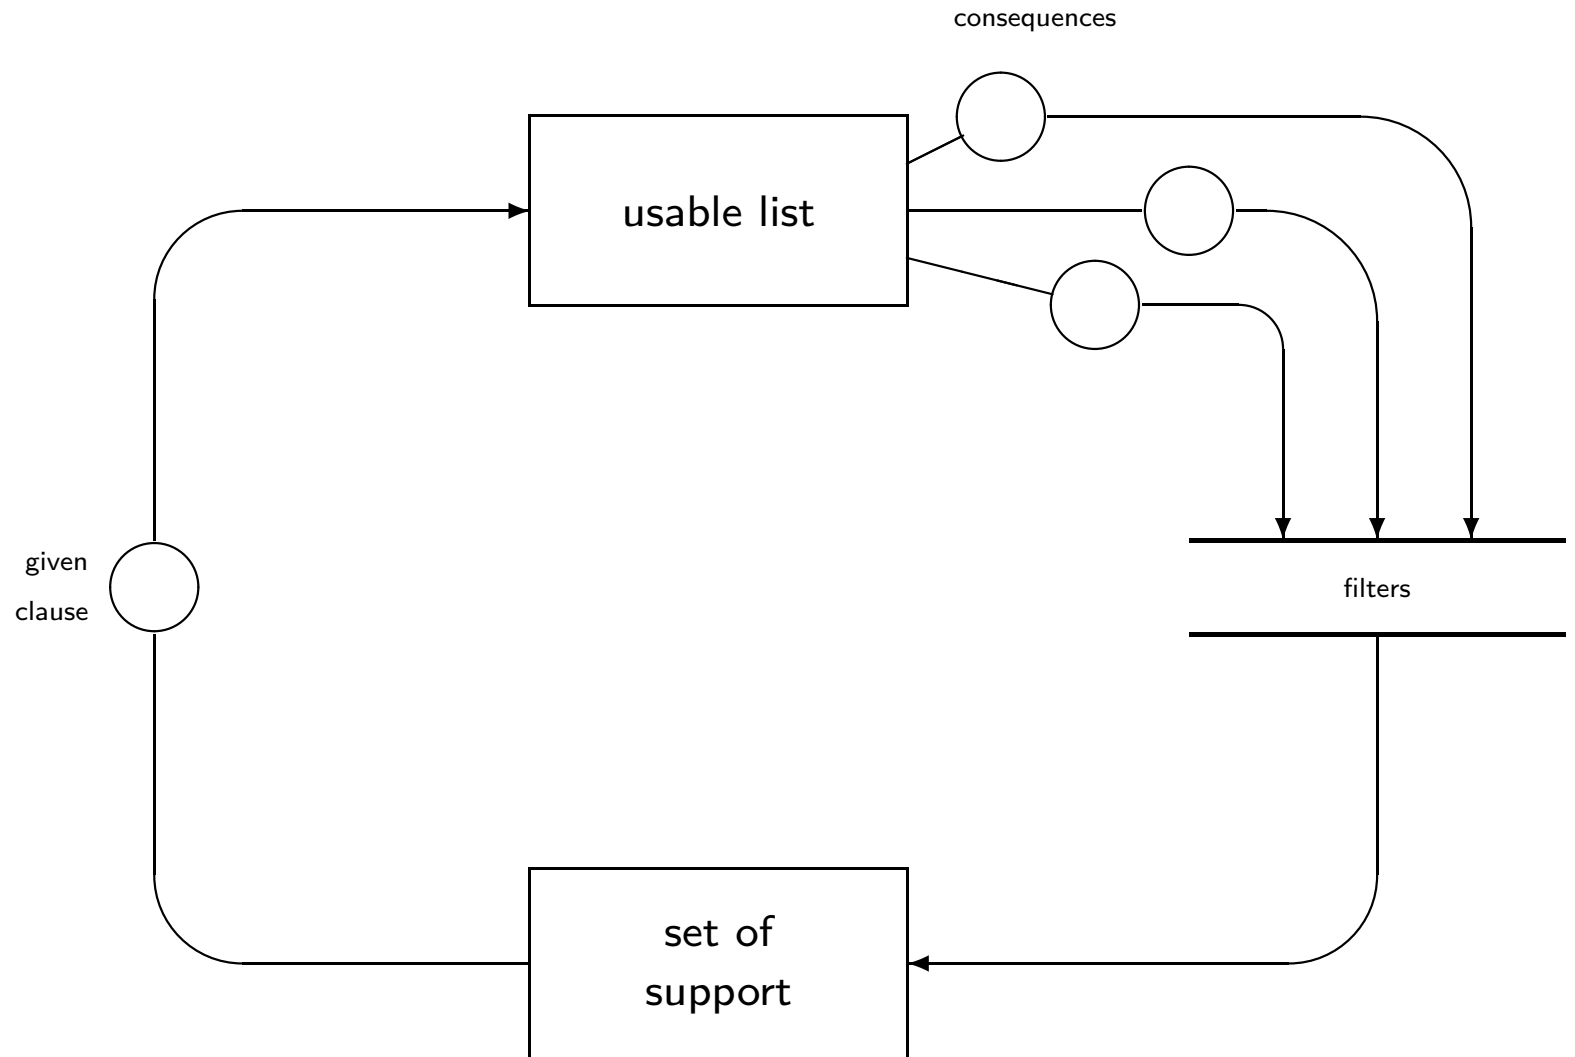 consequences
usable list
given
clause
filters
set of
support